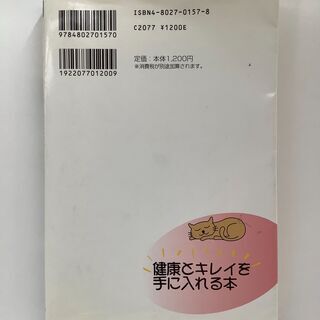 ISBN4-8027-0157-8
C2077 ¥1200E
9784802701570
定価：本体1,200円
※消費税が別途加算されます。
1922077012009
健康とキレイを
手に入れる本